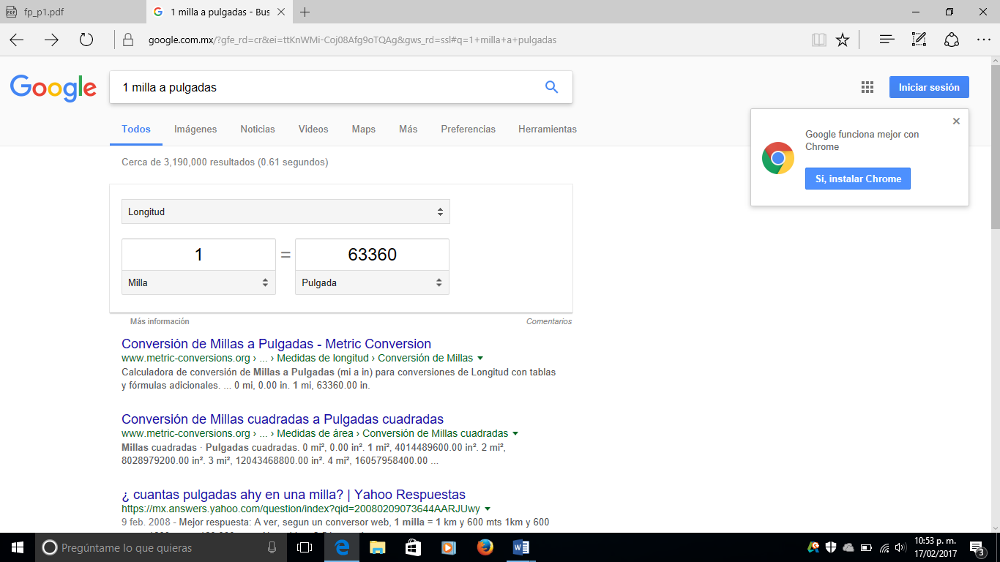 fp_p1.pdf
1 milla a pulgadas - Bus
google.com.mx/?gfe_rd=cr&ei=ttKnWMi-Coj08Afg9oTQAg&gws_rd=ssl#q=1+milla+a+pulgadas
Google
1 milla a pulgadas
Iniciar sesión
Todos Imágenes Noticias Videos Maps Más Preferencias Herramientas
Google funciona mejor con
Chrome
Sí, instalar Chrome
Cerca de 3,190,000 resultados (0.61 segundos)
Longitud
1 = 63360
Milla Pulgada
Más información Comentarios
Conversión de Millas a Pulgadas - Metric Conversion
www.metric-conversions.org › ... › Medidas de longitud › Conversión de Millas
Calculadora de conversión de Millas a Pulgadas (mi a in) para conversiones de Longitud con tablas
y fórmulas adicionales. ... 0 mi, 0.00 in. 1 mi, 63360.00 in.
Conversión de Millas cuadradas a Pulgadas cuadradas
www.metric-conversions.org › ... › Medidas de área › Conversión de Millas cuadradas
Millas cuadradas · Pulgadas cuadradas. 0 mi², 0.00 in². 1 mi², 4014489600.00 in². 2 mi²,
8028979200.00 in². 3 mi², 12043468800.00 in². 4 mi², 16057958400.00 ...
¿ cuantas pulgadas ahy en una milla? | Yahoo Respuestas
https://mx.answers.yahoo.com/question/index?qid=20080209073644AARJUwy
9 feb. 2008 - Mejor respuesta: A ver, segun un conversor web, 1 milla = 1 km y 600 mts 1km y 600
Pregúntame lo que quieras
10:53 p. m.
17/02/2017
3